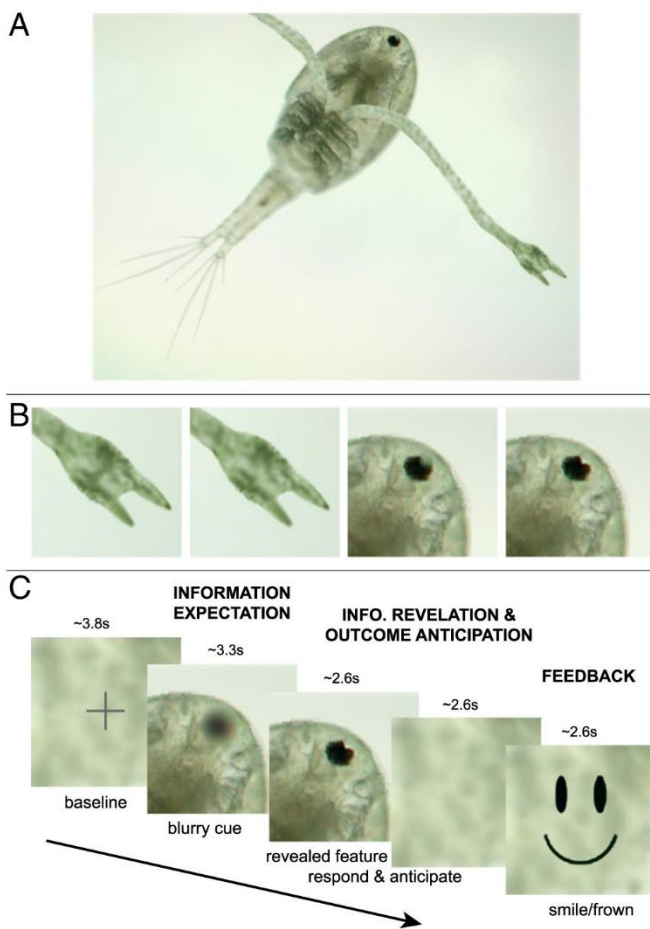 A
B
C
INFORMATION
EXPECTATION
INFO. REVELATION &
OUTCOME ANTICIPATION
FEEDBACK
~3.8s
~3.3s
~2.6s
~2.6s
~2.6s
baseline
blurry cue
revealed feature
respond & anticipate
smile/frown